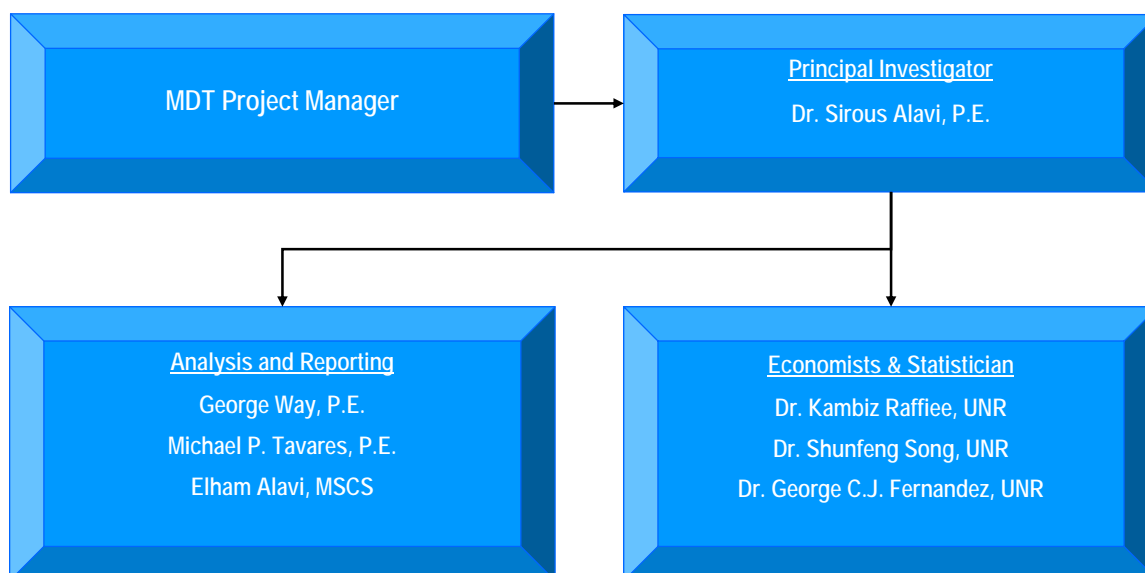 MDT Project Manager
Principal Investigator
Dr. Sirous Alavi, P.E.
Analysis and Reporting
George Way, P.E.
Michael P. Tavares, P.E.
Elham Alavi, MSCS
Economists & Statistician
Dr. Kambiz Raffiee, UNR
Dr. Shunfeng Song, UNR
Dr. George C.J. Fernandez, UNR